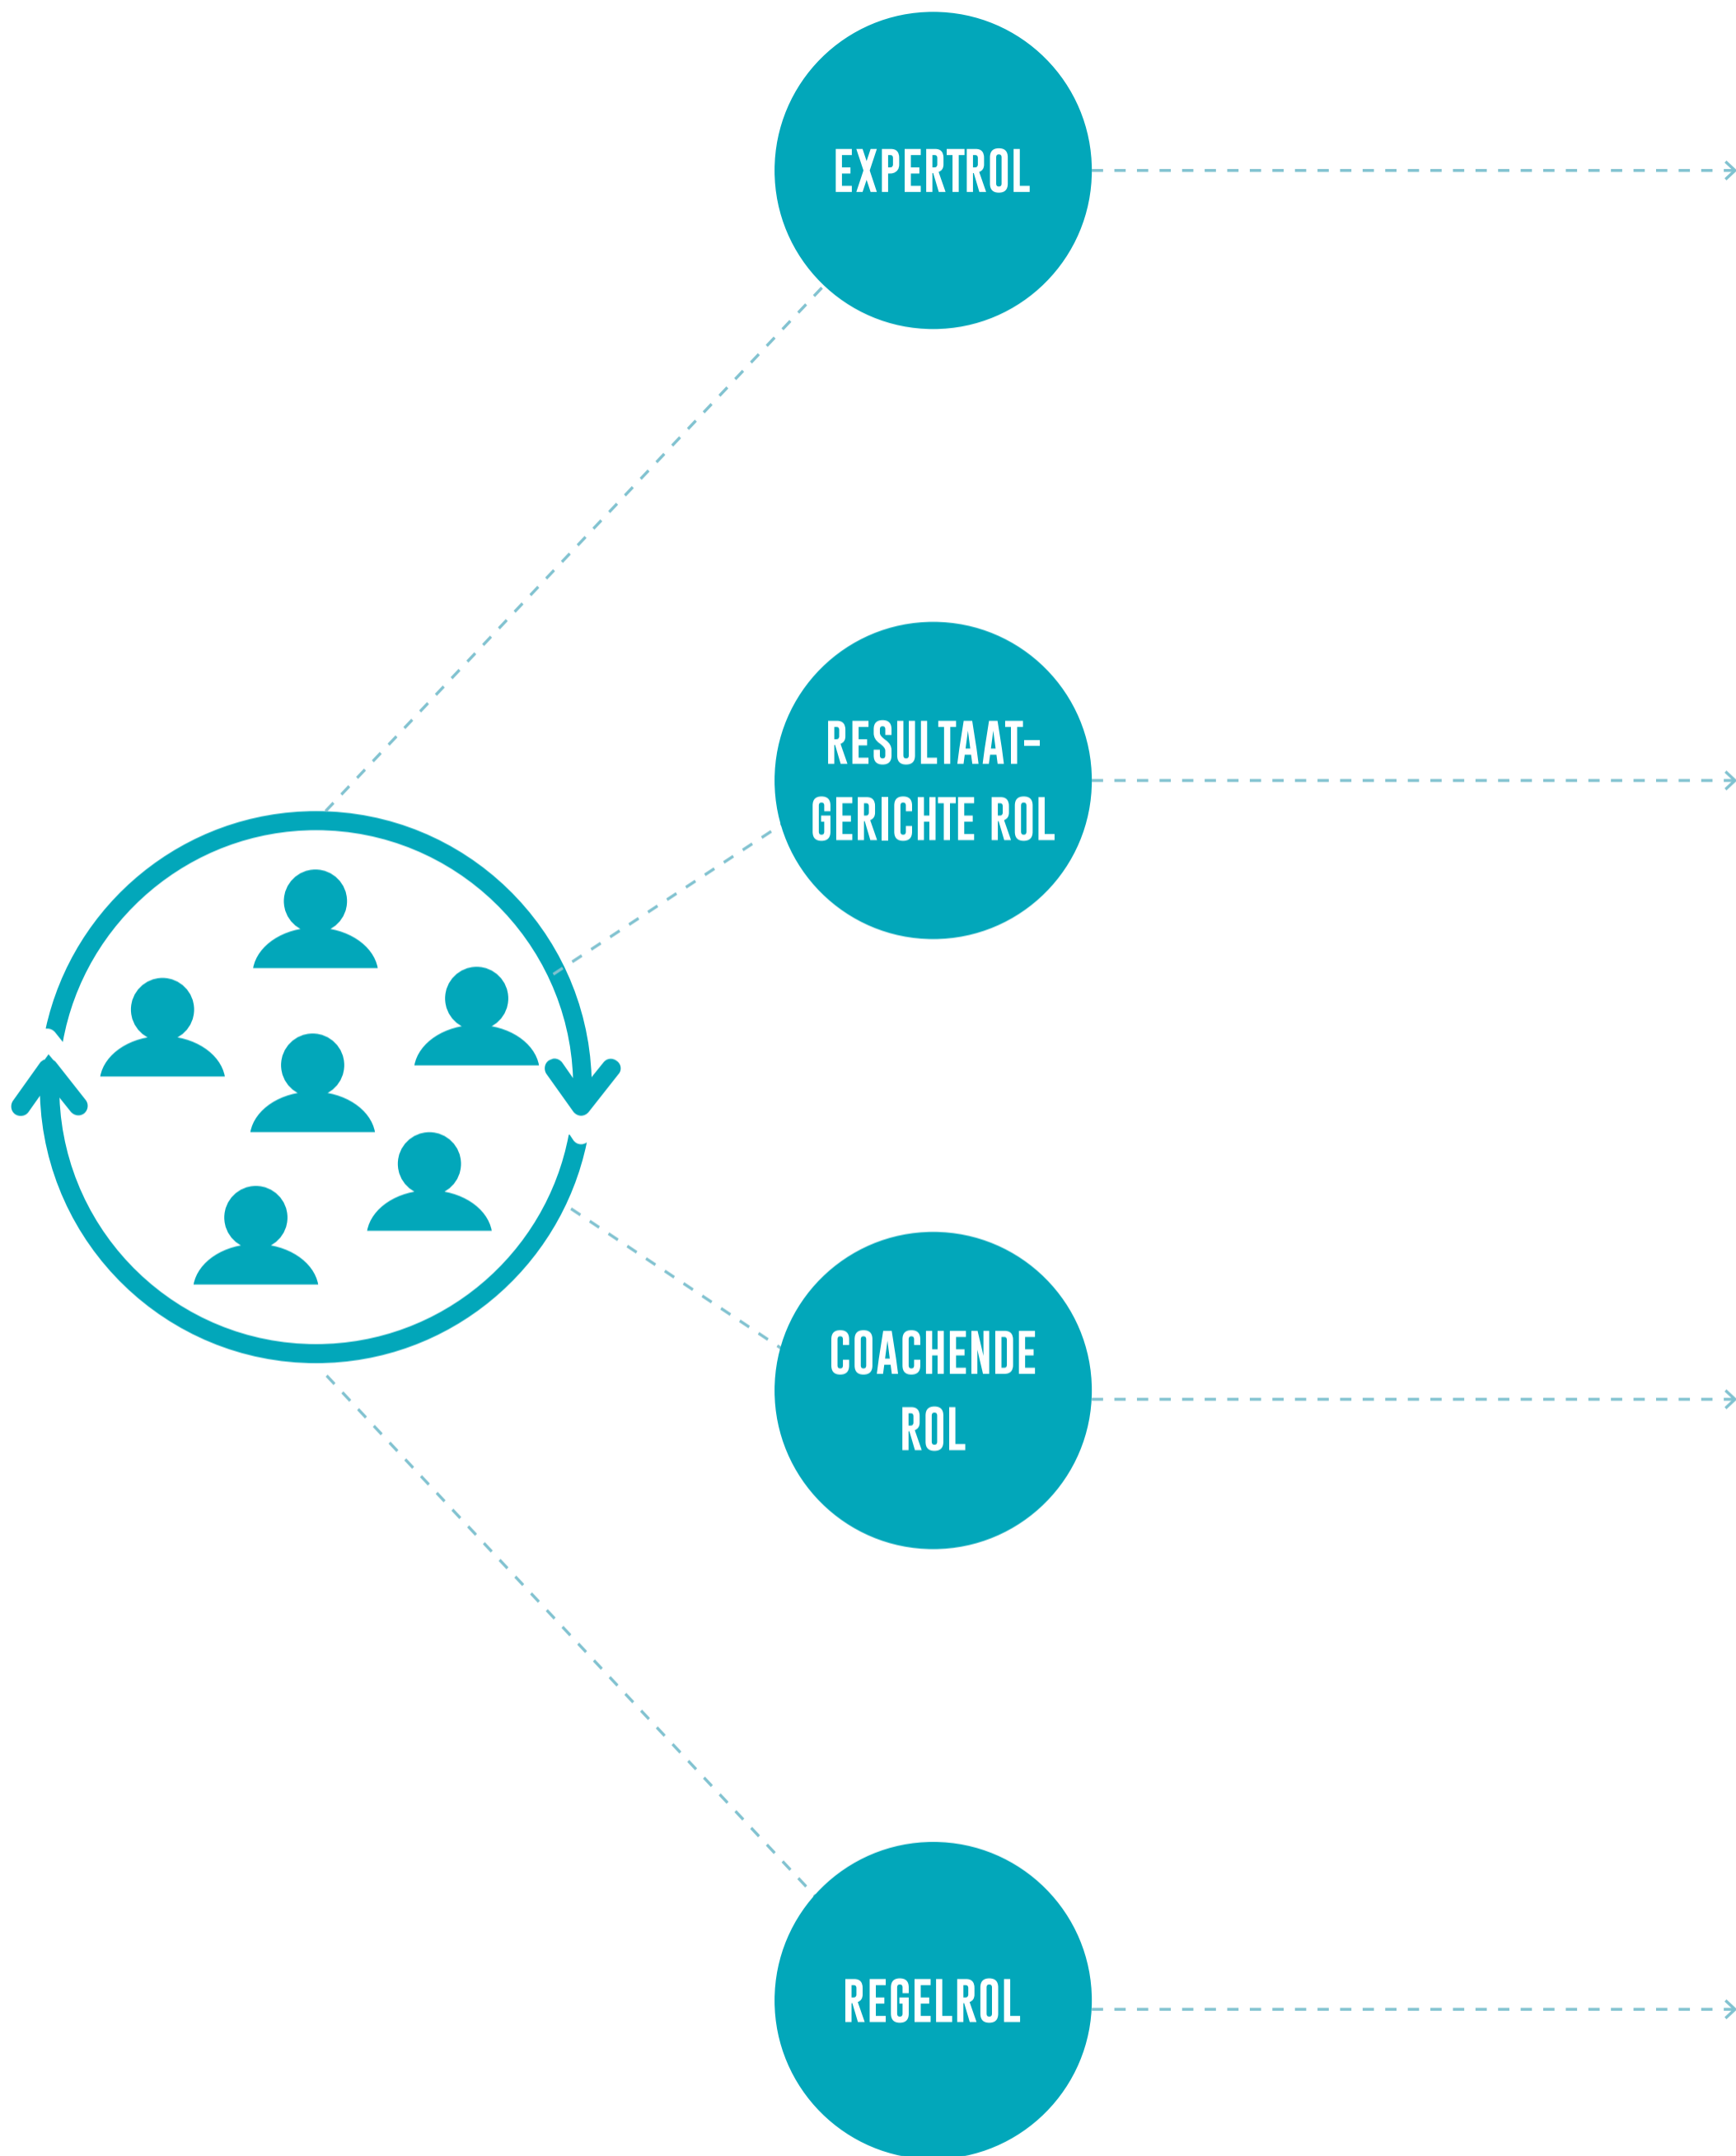 EXPERTROL
RESULTAAT-
GERICHTE ROL
COACHENDE
ROL
REGELROL